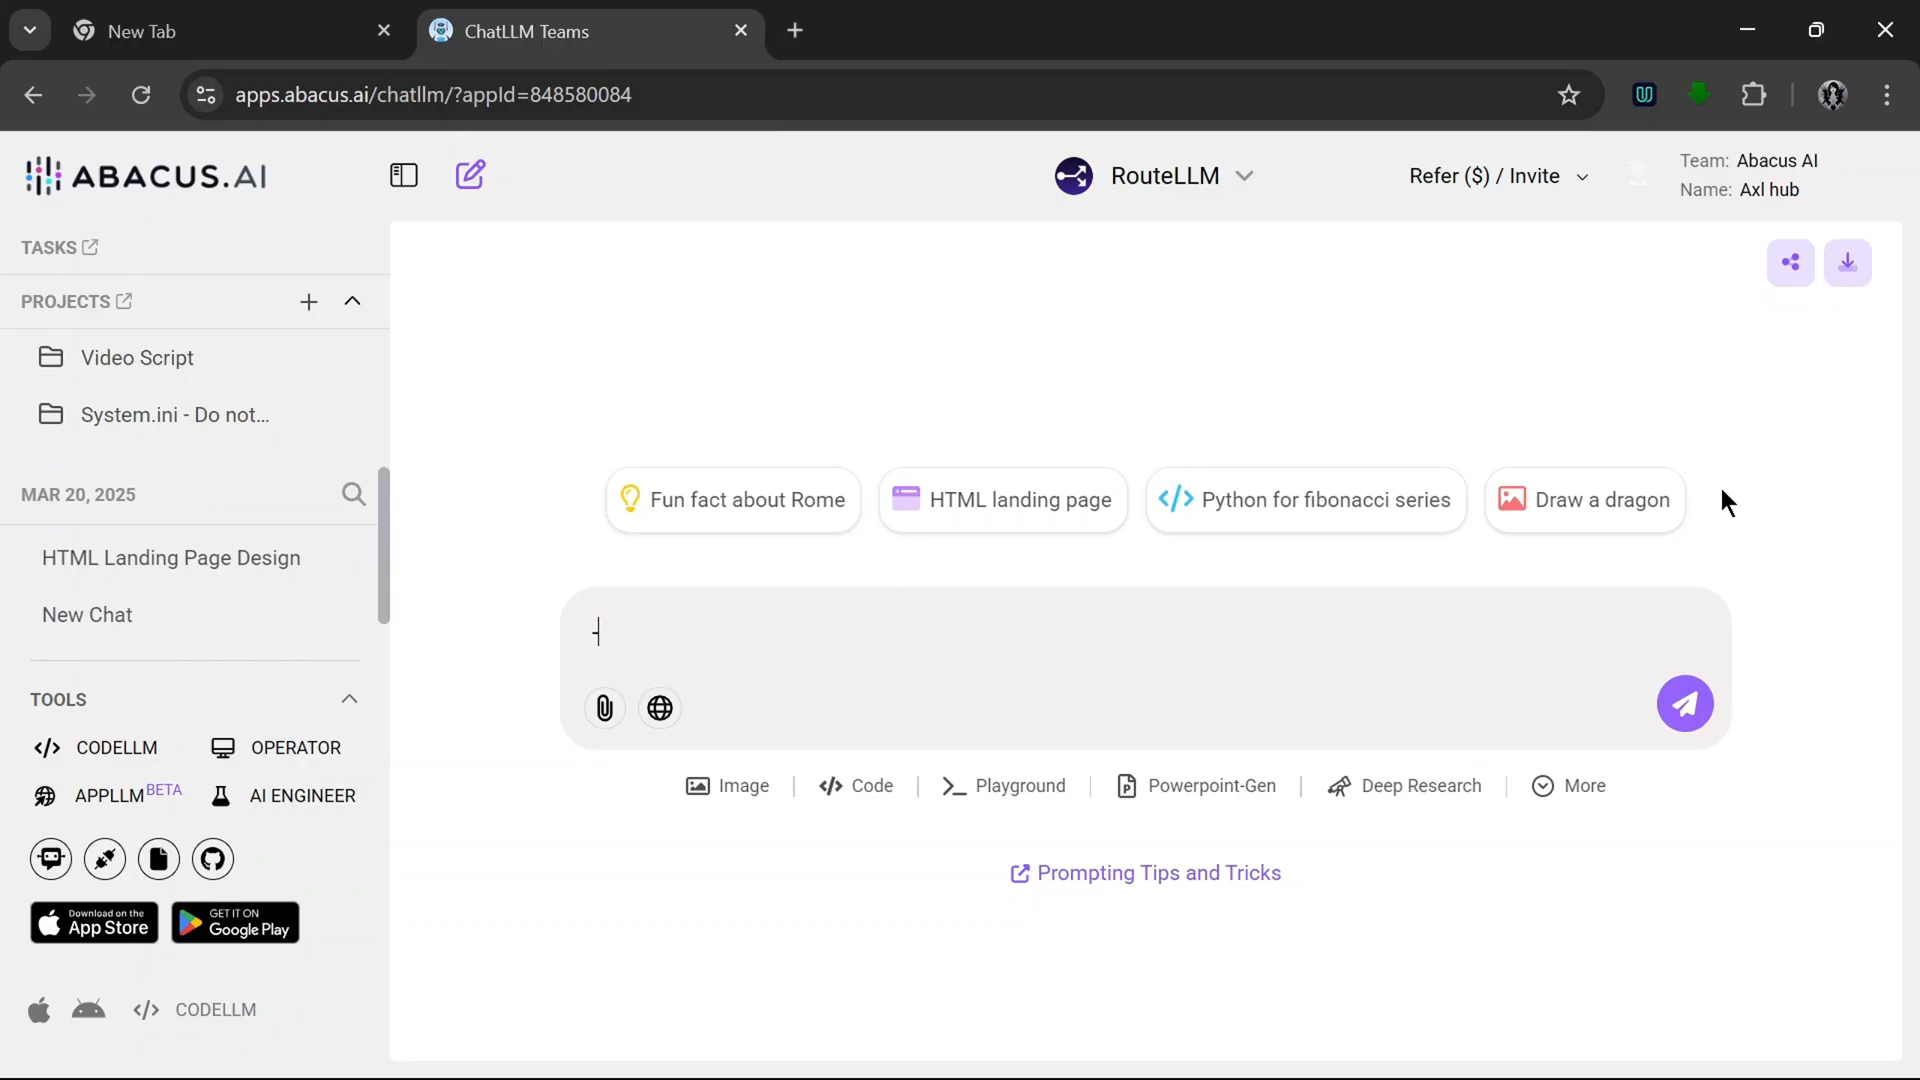 New Tab
ChatLLM Teams
apps.abacus.ai/chatllm/?appId=848580084
ABACUS.AI
RouteLLM
Refer ($) / Invite
Team: Abacus AI
Name: Axl hub
TASKS
PROJECTS
Video Script
System.ini - Do not...
MAR 20, 2025
HTML Landing Page Design
New Chat
Fun fact about Rome
HTML landing page
Python for fibonacci series
Draw a dragon
-
Image
Code
Playground
Powerpoint-Gen
Deep Research
More
Prompting Tips and Tricks
TOOLS
CODELLM
OPERATOR
APPLLM BETA
AI ENGINEER
Download on the
App Store
GET IT ON
Google Play
CODELLM